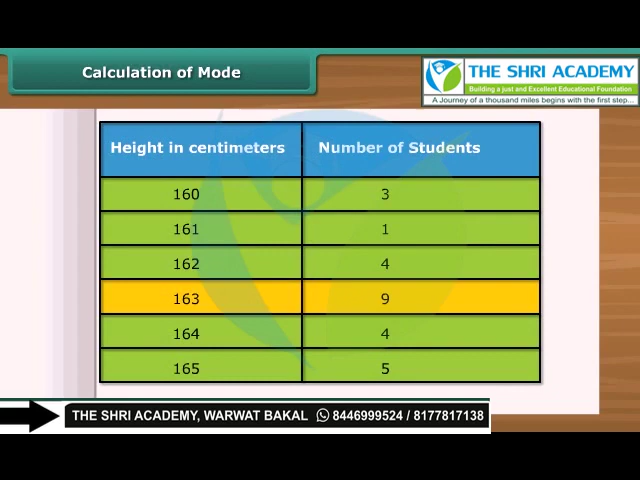 Calculation of Mode
THE SHRI ACADEMY
Building a just and Excellent Educational Foundation
A Journey of a thousand miles begins with the first step...
Height in centimeters Number of Students
160 3
161 1
162 4
163 9
164 4
165 5
THE SHRI ACADEMY, WARWAT BAKAL 8446999524 / 8177817138